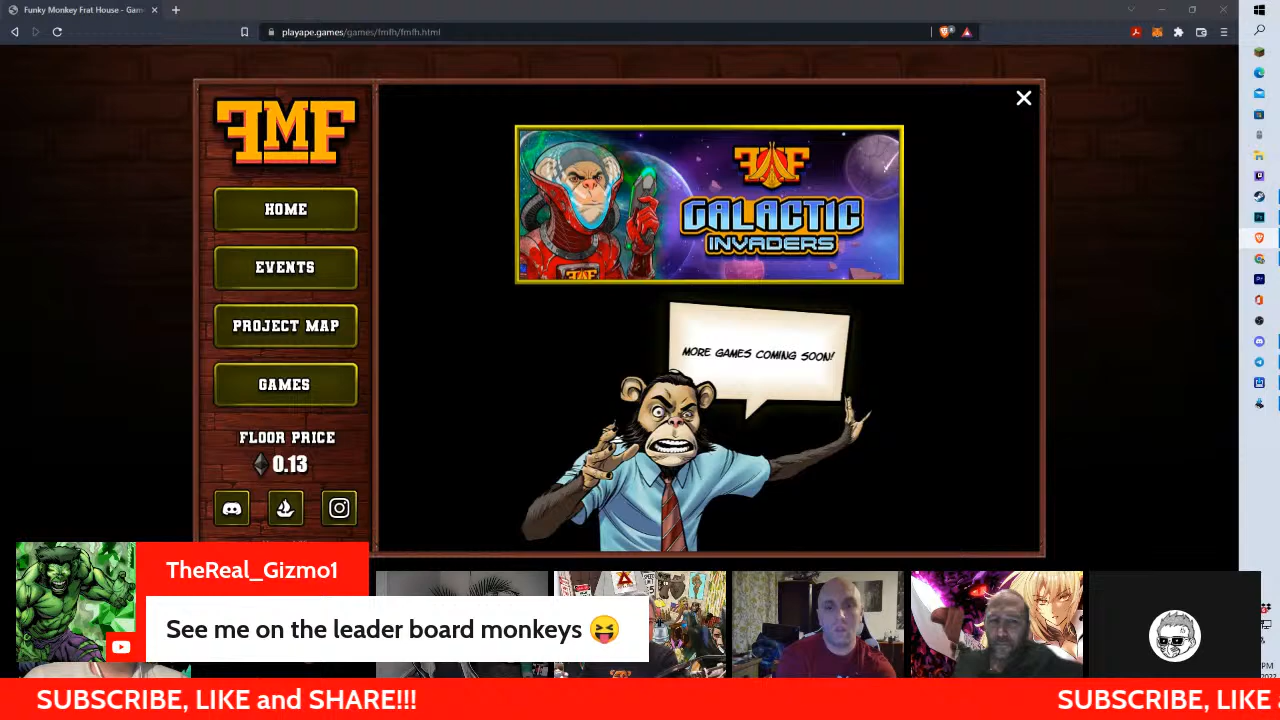 Funky Monkey Frat House - Gam
playape.games/games/fmfh/fmfh.html
FMF
HOME
EVENTS
PROJECT MAP
GAMES
FLOOR PRICE
0.13
FMF
GALACTIC
INVADERS
FMF
MORE GAMES COMING SOON!
TheReal_Gizmo1
See me on the leader board monkeys 😝
PM
SUBSCRIBE, LIKE and SHARE!!!
SUBSCRIBE, LIKE